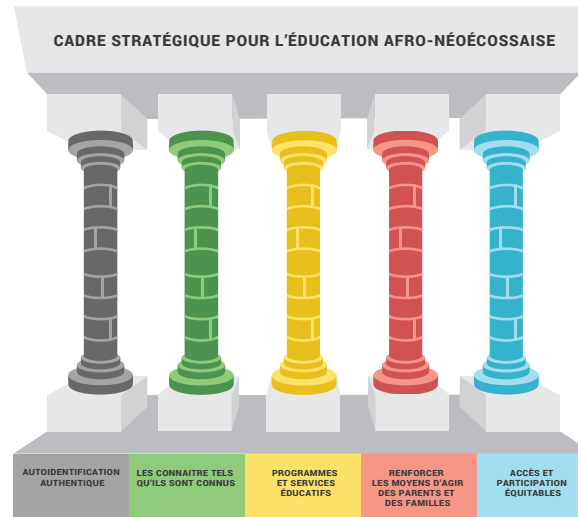 CADRE STRATÉGIQUE POUR L'ÉDUCATION AFRO-NÉOÉCOSSAISE
AUTOIDENTIFICATION
AUTHENTIQUE
LES CONNAITRE TELS
QU'ILS SONT CONNUS
PROGRAMMES
ET SERVICES
ÉDUCATIFS
RENFORCER
LES MOYENS D'AGIR
DES PARENTS ET
DES FAMILLES
ACCÈS ET
PARTICIPATION
ÉQUITABLES